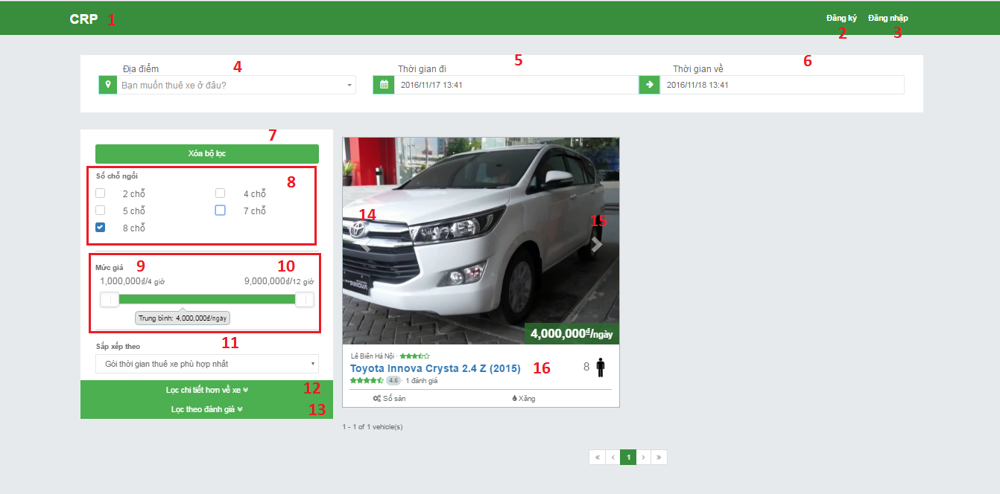 CRP 1
Đăng ký Đăng nhập
2 3
Địa điểm 4
Bạn muốn thuê xe ở đâu?
Thời gian đi 5
2016/11/17 13:41
Thời gian về 6
2016/11/18 13:41
7
Xóa bộ lọc
Số chỗ ngồi 8
2 chỗ 4 chỗ
5 chỗ 7 chỗ
8 chỗ
Mức giá 9 10
1,000,000₫/4 giờ 9,000,000₫/12 giờ
Trung bình: 4,000,000₫/ngày
Sắp xếp theo 11
Gói thời gian thuê xe phù hợp nhất
Lọc chi tiết hơn về xe 12
Lọc theo đánh giá 13
14 15
INNOVA
4,000,000₫/ngày
Lê Biên Hà Nội ·
Toyota Innova Crysta 2.4 Z (2015) 16 8
4.6 · 1 đánh giá
Số sàn Xăng
1 - 1 of 1 vehicle(s)
« ‹ 1 › »